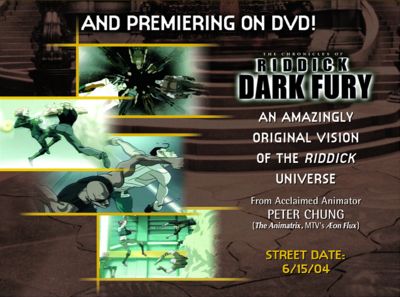 AND PREMIERING ON DVD!
THE CHRONICLES OF
RIDDICK
DARK FURY
AN AMAZINGLY
ORIGINAL VISION
OF THE RIDDICK
UNIVERSE
From Acclaimed Animator
PETER CHUNG
(The Animatrix, MTV's Æon Flux)
STREET DATE:
6/15/04